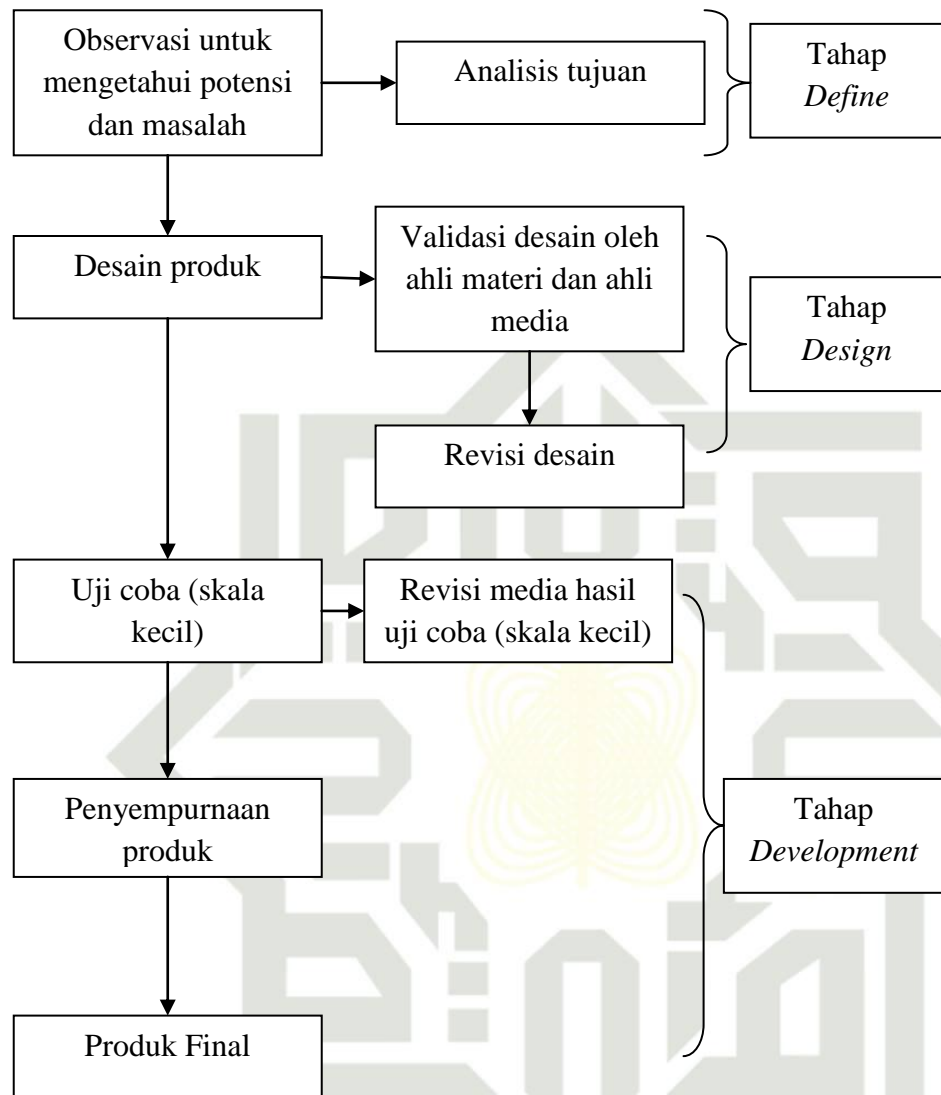 Observasi untuk
mengetahui potensi
dan masalah
Analisis tujuan
Tahap
Define
Desain produk
Validasi desain oleh
ahli materi dan ahli
media
Tahap
Design
Revisi desain
Uji coba (skala
kecil)
Revisi media hasil
uji coba (skala kecil)
Penyempurnaan
produk
Tahap
Development
Produk Final